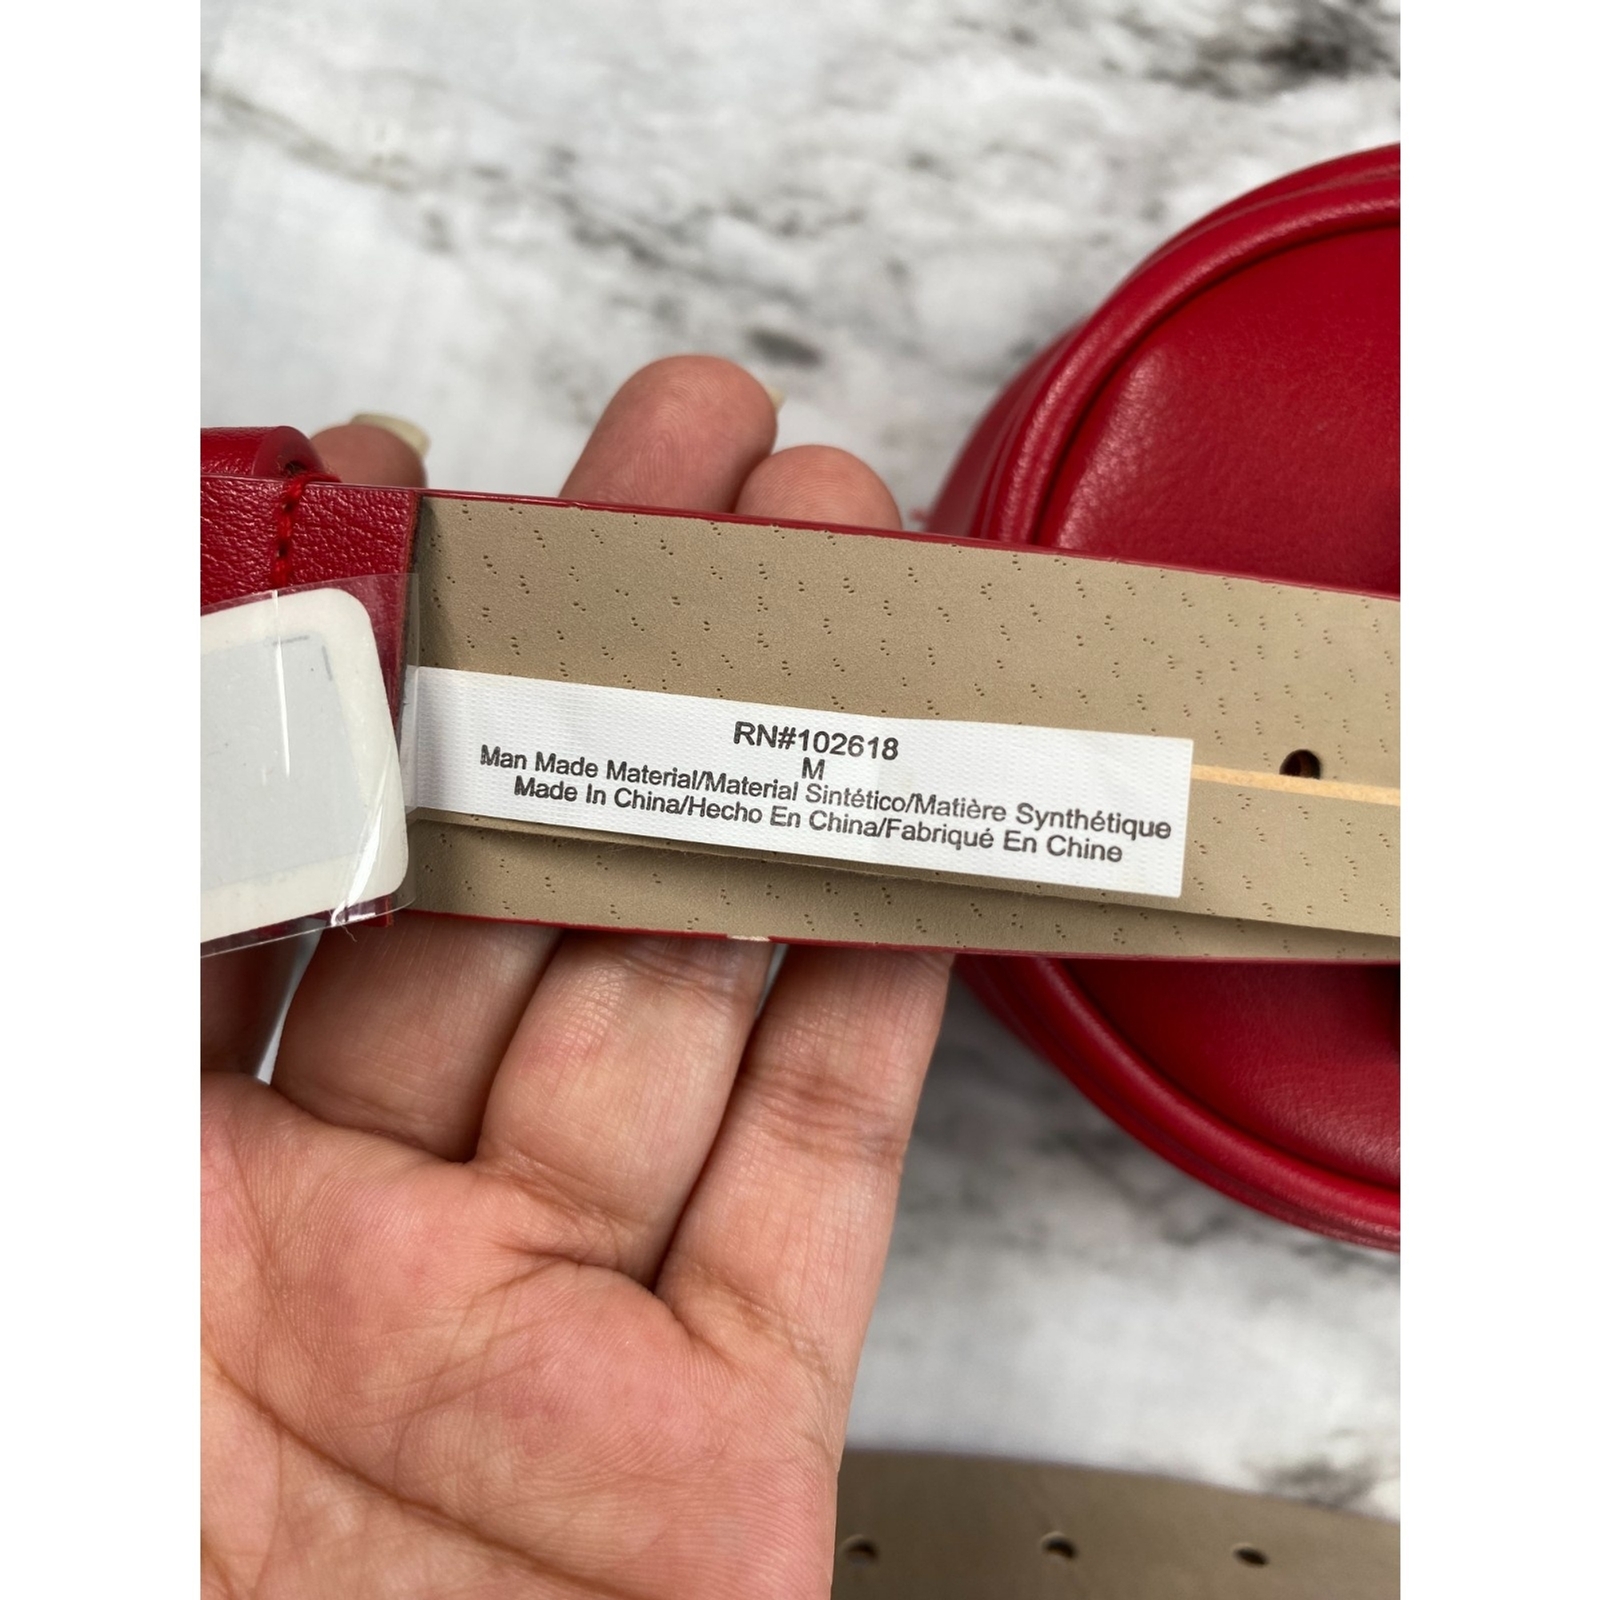 RN#102618
M
Man Made Material/Material Sintético/Matière Synthétique
Made In China/Hecho En China/Fabriqué En Chine